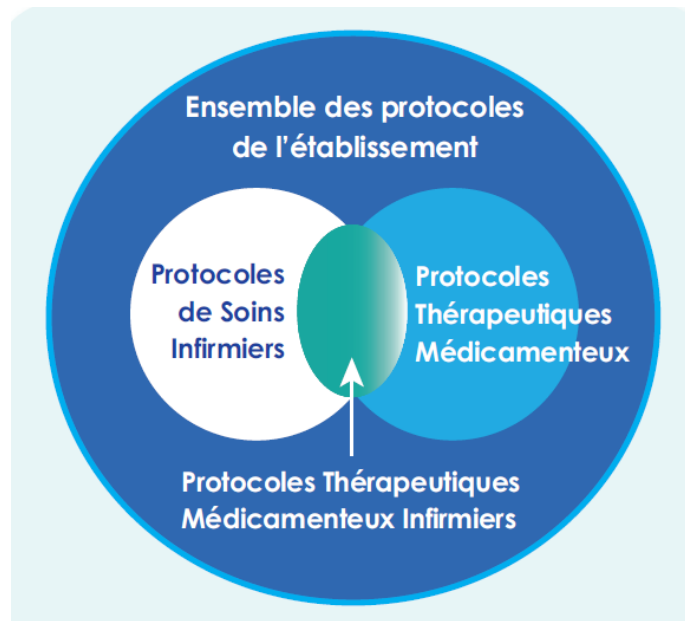 Ensemble des protocoles
de l'établissement
Protocoles
de Soins
Infirmiers
Protocoles
Thérapeutiques
Médicamenteux
Protocoles Thérapeutiques
Médicamenteux Infirmiers